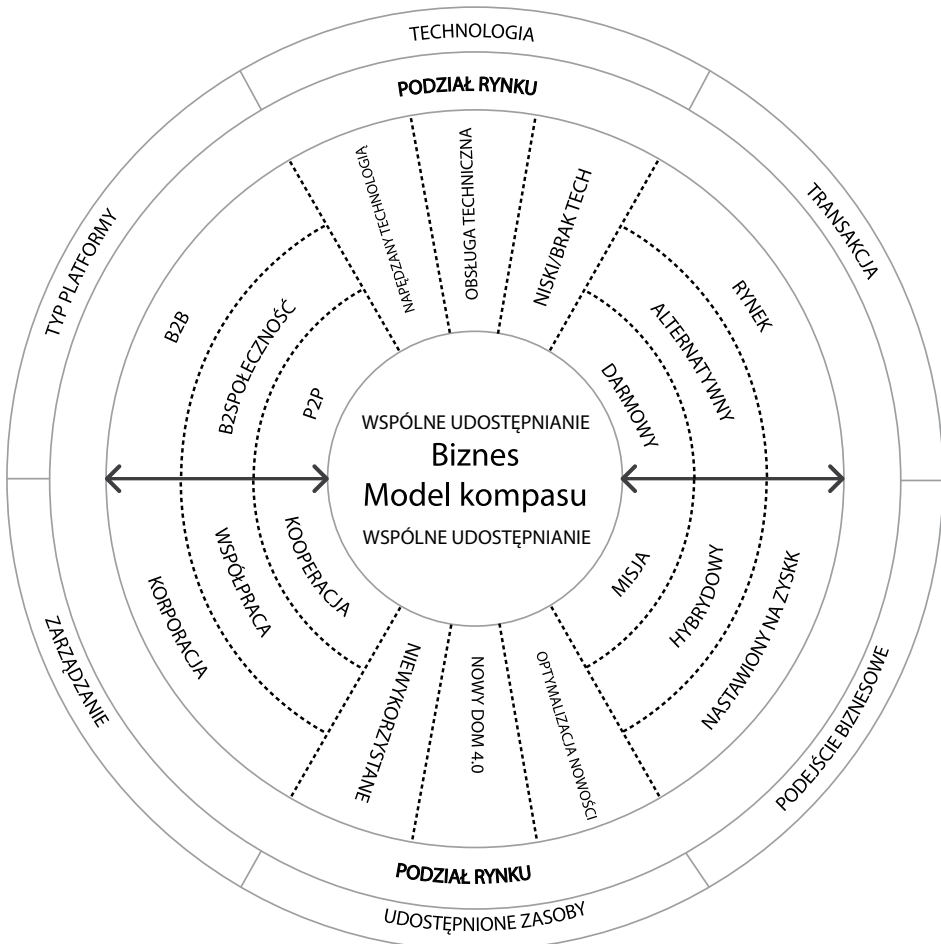 TECHNOLOGIA
PODZIAŁ RYNKU
TYP PLATFORMY
TRANSAKCJA
NAPĘDZANY TECHNOLOGIĄ
OBSŁUGA TECHNICZNA
NISKI/BRAK TECH
B2B
B2SPOŁECZNOŚĆ
P2P
DARMOWY
ALTERNATYWNY
RYNEK
WSPÓLNE UDOSTĘPNIANIE
Biznes
Model kompasu
WSPÓLNE UDOSTĘPNIANIE
KORPORACJA
WSPÓŁPRACA
KOOPERACJA
MISJA
HYBRYDOWY
NASTAWIONY NA ZYSKK
NIEWYKORZYSTANE
NOWY DOM 4.0
OPTYMALIZACJA NOWOŚCI
ZARZĄDZANIE
PODEJŚCIE BIZNESOWE
PODZIAŁ RYNKU
UDOSTĘPNIONE ZASOBY